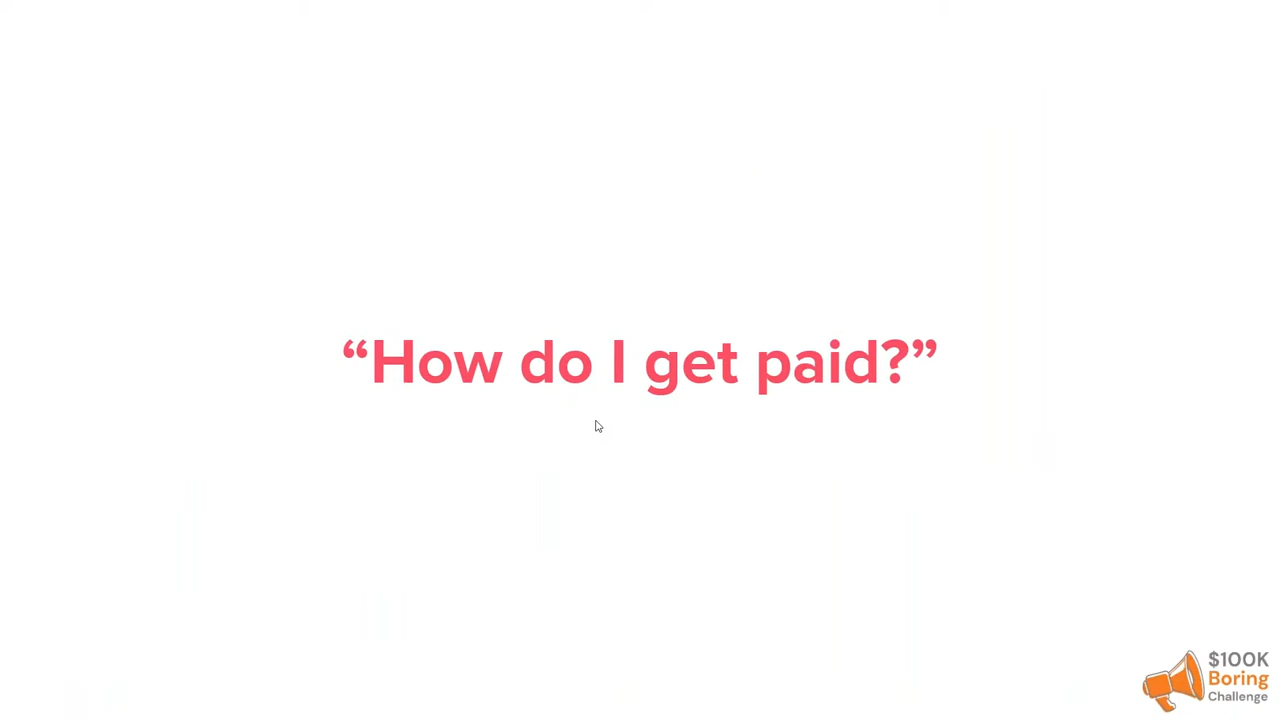 “How do I get paid?”
$100K
Boring
Challenge